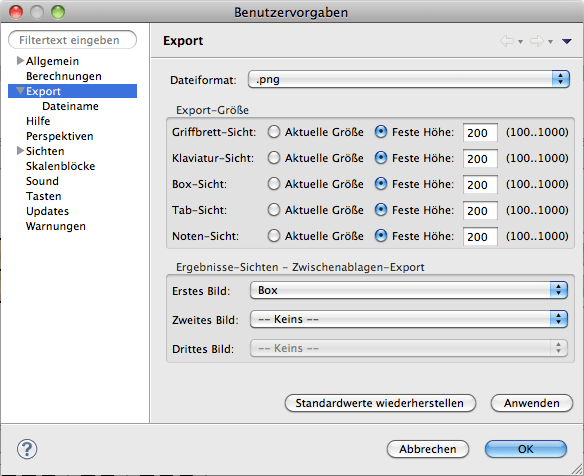 Benutzervorgaben
Filtertext eingeben
Allgemein
Berechnungen
Export
Dateiname
Hilfe
Perspektiven
Sichten
Skalenblöcke
Sound
Tasten
Updates
Warnungen
Export
Dateiformat: .png
Export-Größe
Griffbrett-Sicht: Aktuelle Größe Feste Höhe: 200 (100..1000)
Klaviatur-Sicht: Aktuelle Größe Feste Höhe: 200 (100..1000)
Box-Sicht: Aktuelle Größe Feste Höhe: 200 (100..1000)
Tab-Sicht: Aktuelle Größe Feste Höhe: 200 (100..1000)
Noten-Sicht: Aktuelle Größe Feste Höhe: 200 (100..1000)
Ergebnisse-Sichten - Zwischenablagen-Export
Erstes Bild: Box
Zweites Bild: -- Keins --
Drittes Bild: -- Keins --
Standardwerte wiederherstellen Anwenden
? Abbrechen OK